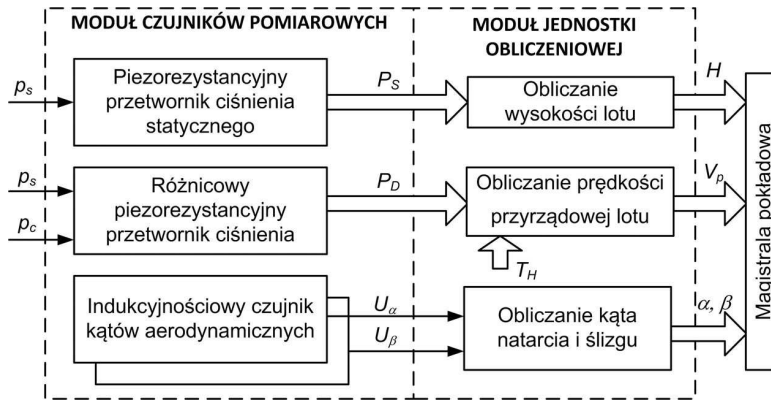 MODUŁ CZUJNIKÓW POMIAROWYCH
MODUŁ JEDNOSTKI
OBLICZENIOWEJ
p_s
Piezorezystancyjny
przetwornik ciśnienia
statycznego
P_S
Obliczanie
wysokości lotu
H
p_s
p_c
Różnicowy
piezorezystancyjny
przetwornik ciśnienia
P_D
Obliczanie prędkości
przyrządowej lotu
V_p
T_H
Indukcyjnościowy czujnik
kątów aerodynamicznych
U_α
U_β
Obliczanie kąta
natarcia i ślizgu
α, β
Magistrala pokładowa